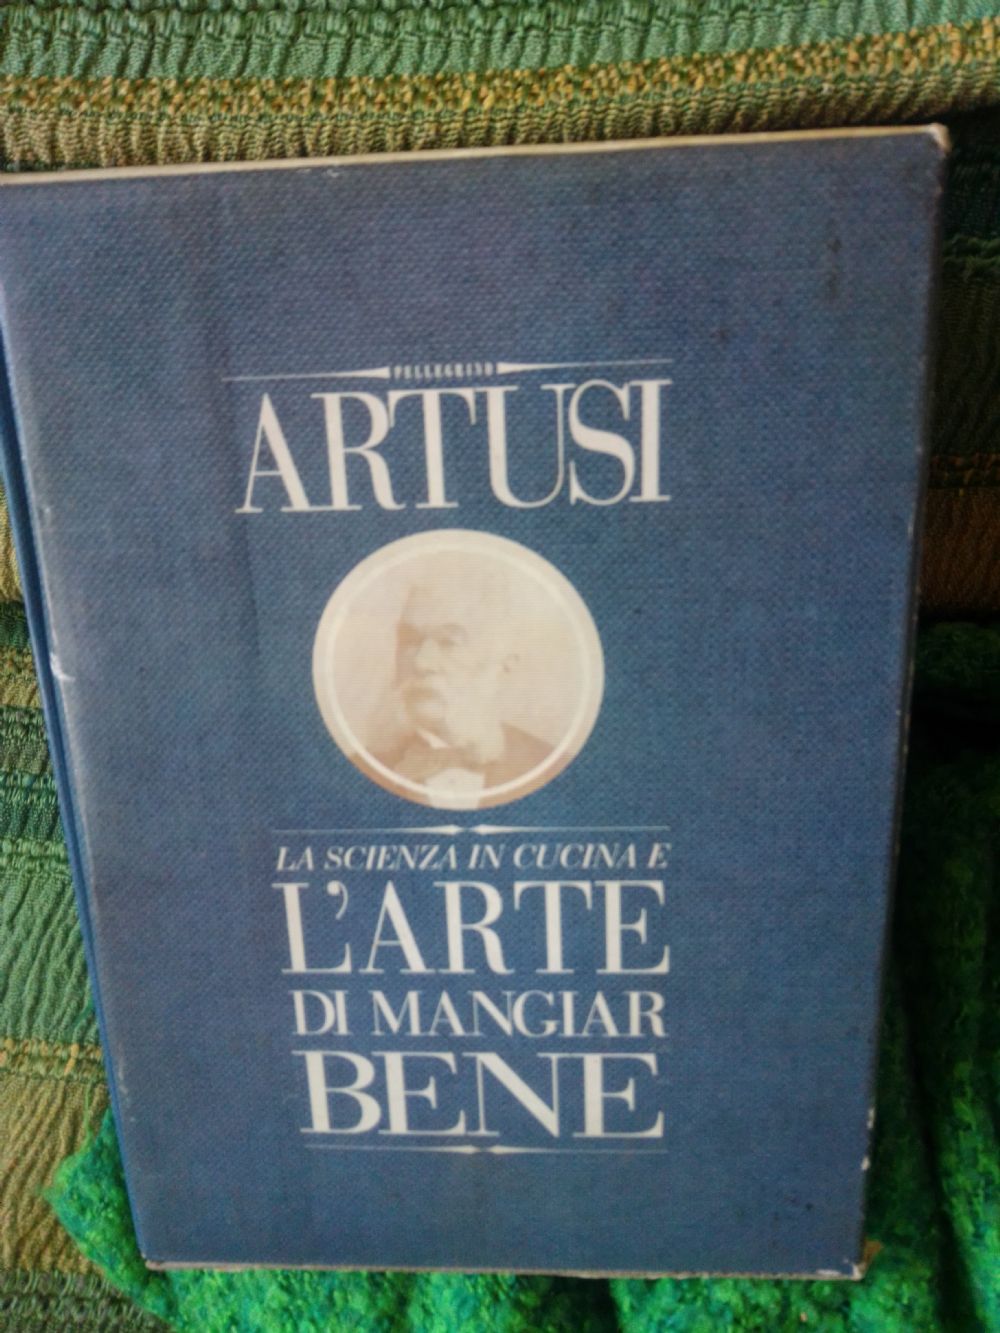 PELLEGRINO
ARTUSI
LA SCIENZA IN CUCINA E
L'ARTE
DI MANGIAR
BENE